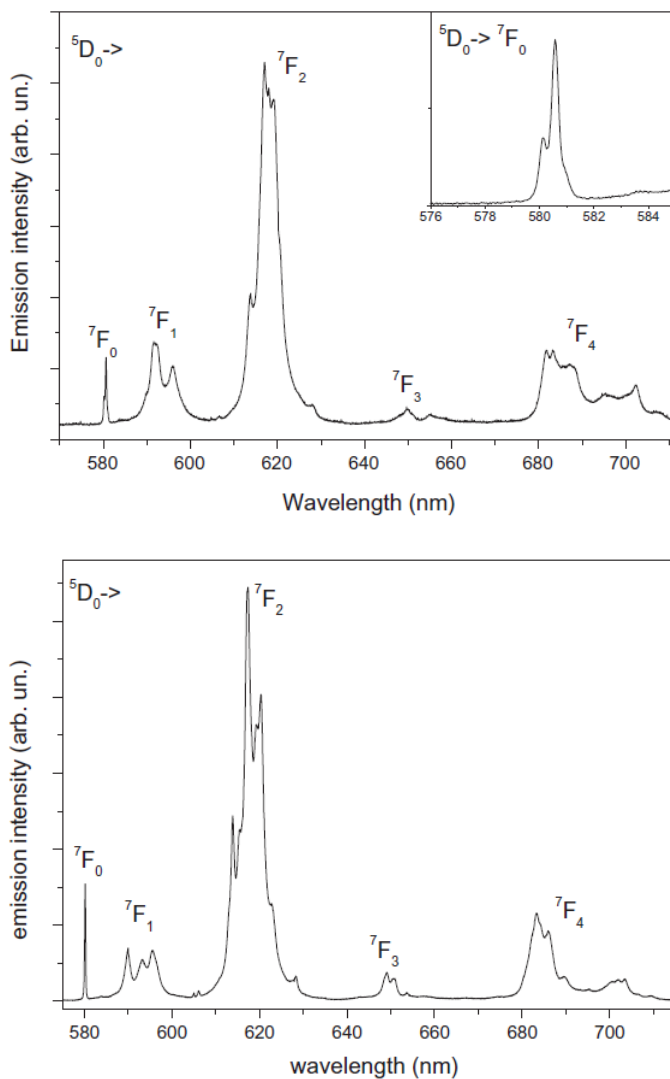 ⁵D₀->
⁷F₂
⁵D₀-> ⁷F₀
576 578 580 582 584
⁷F₀
⁷F₁
⁷F₃
⁷F₄
Emission intensity (arb. un.)
580 600 620 640 660 680 700
Wavelength (nm)
⁵D₀->
⁷F₂
⁷F₀
⁷F₁
⁷F₃
⁷F₄
emission intensity (arb. un.)
580 600 620 640 660 680 700
wavelength (nm)